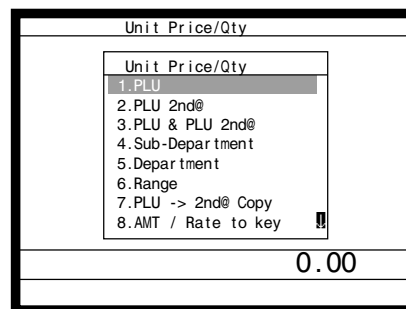 Unit Price/Qty
Unit Price/Qty
1.PLU
2.PLU 2nd@
3.PLU & PLU 2nd@
4.Sub-Department
5.Department
6.Range
7.PLU -> 2nd@ Copy
8.AMT / Rate to key
0.00